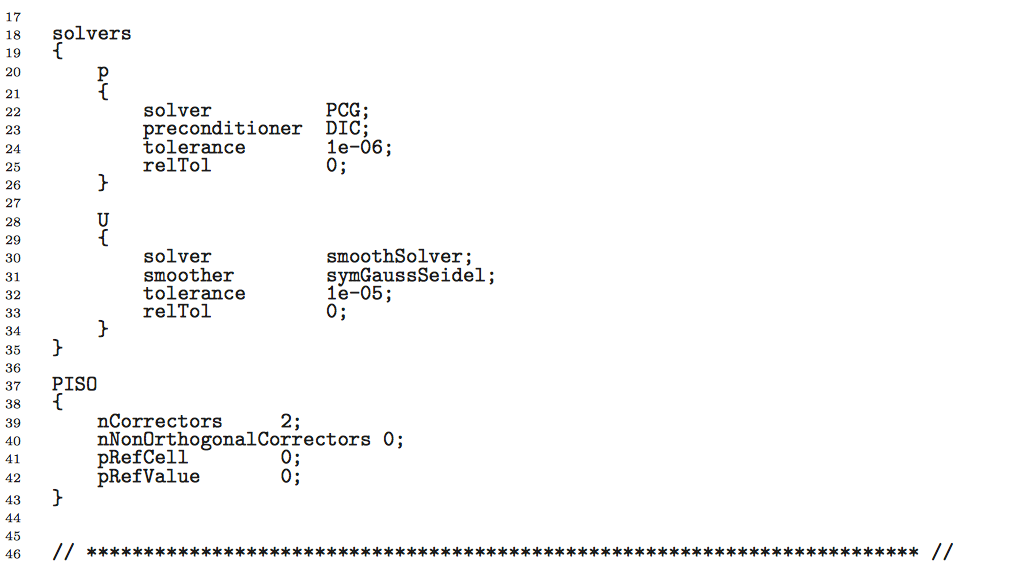 17
18 solvers
19 {
20     p
21     {
22         solver          PCG;
23         preconditioner  DIC;
24         tolerance       1e-06;
25         relTol          0;
26     }
27
28     U
29     {
30         solver          smoothSolver;
31         smoother        symGaussSeidel;
32         tolerance       1e-05;
33         relTol          0;
34     }
35 }
36
37 PISO
38 {
39     nCorrectors     2;
40     nNonOrthogonalCorrectors 0;
41     pRefCell        0;
42     pRefValue       0;
43 }
44
45
46 // ************************************************************************* //